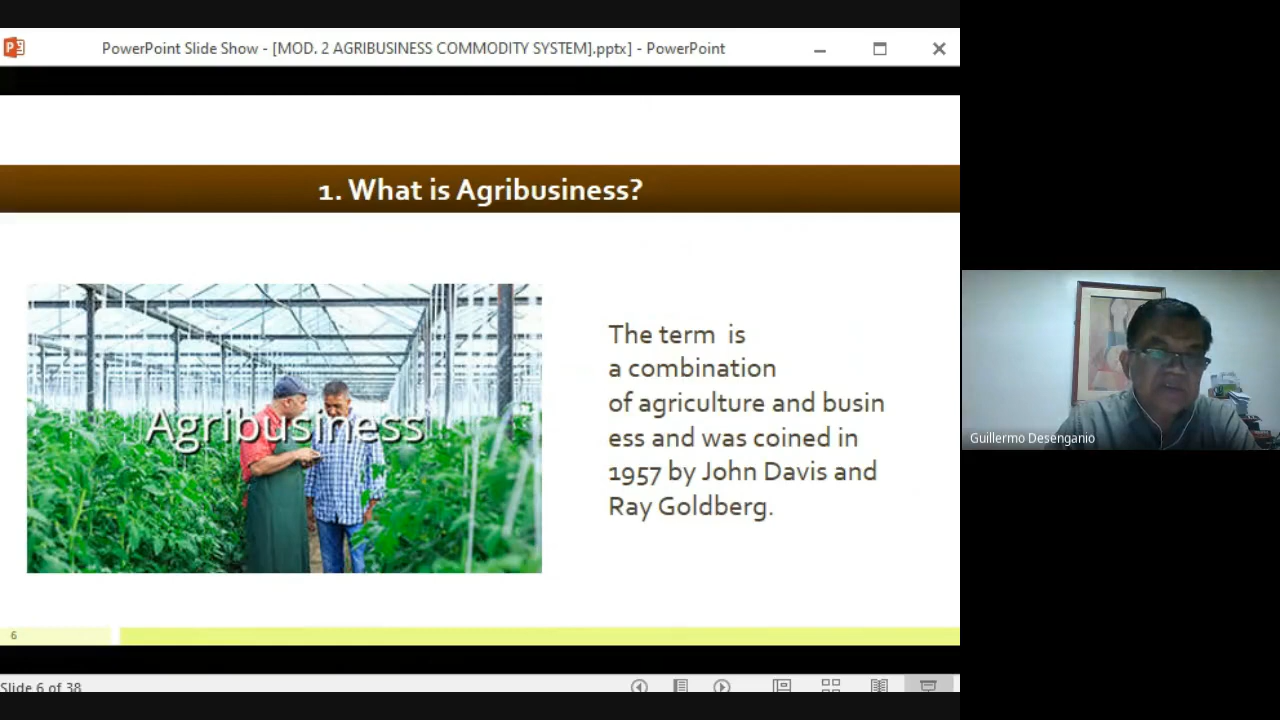 PowerPoint Slide Show - [MOD. 2 AGRIBUSINESS COMMODITY SYSTEM].pptx] - PowerPoint
1. What is Agribusiness?
Agribusiness
The term is
a combination
of agriculture and busin
ess and was coined in
1957 by John Davis and
Ray Goldberg.
Guillermo Desenganio
6
Slide 6 of 38